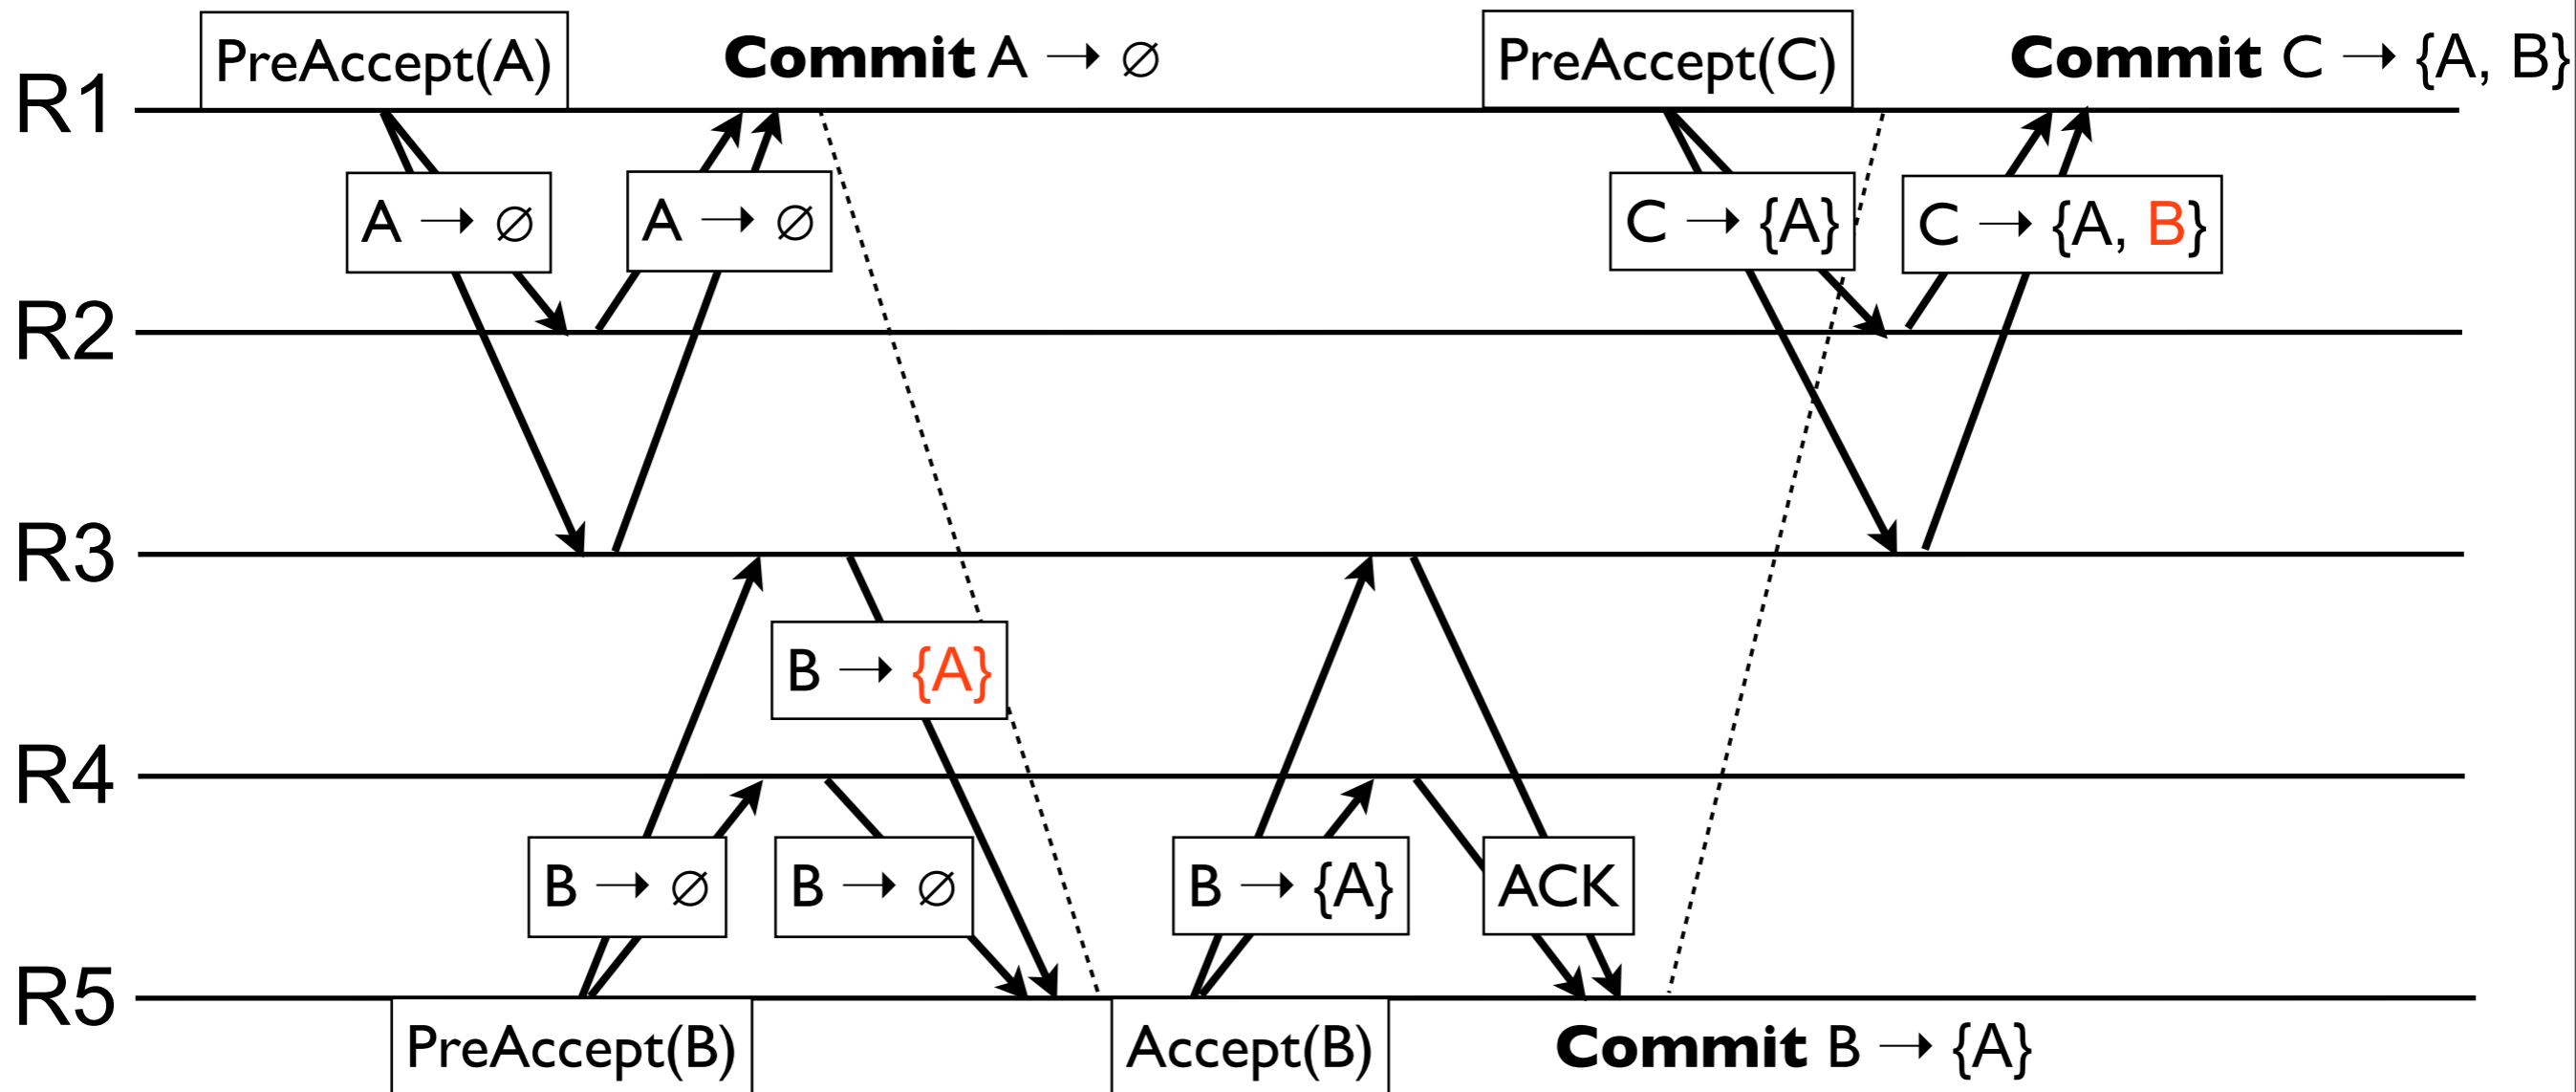 PreAccept(A)
Commit A → ∅
PreAccept(C)
Commit C → {A, B}
R1
A → ∅
A → ∅
C → {A}
C → {A, B}
R2
R3
B → {A}
R4
B → ∅
B → ∅
B → {A}
ACK
R5
PreAccept(B)
Accept(B)
Commit B → {A}